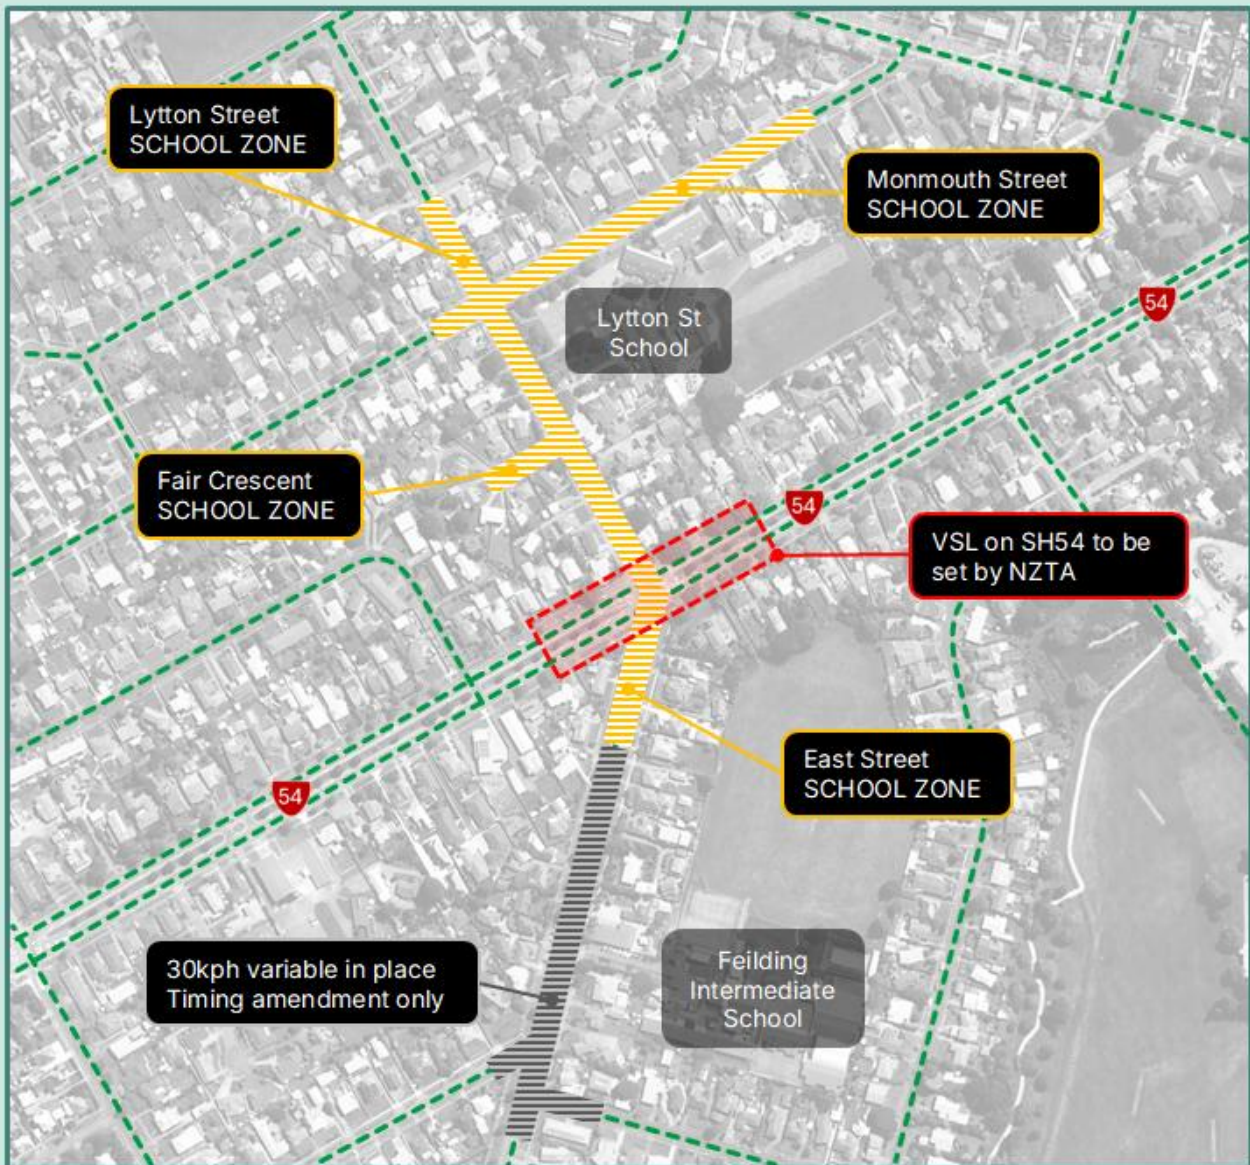 Lytton Street
SCHOOL ZONE
Monmouth Street
SCHOOL ZONE
54
Lytton St
School
Fair Crescent
SCHOOL ZONE
54
VSL on SH54 to be
set by NZTA
East Street
SCHOOL ZONE
54
30kph variable in place
Timing amendment only
Feilding
Intermediate
School